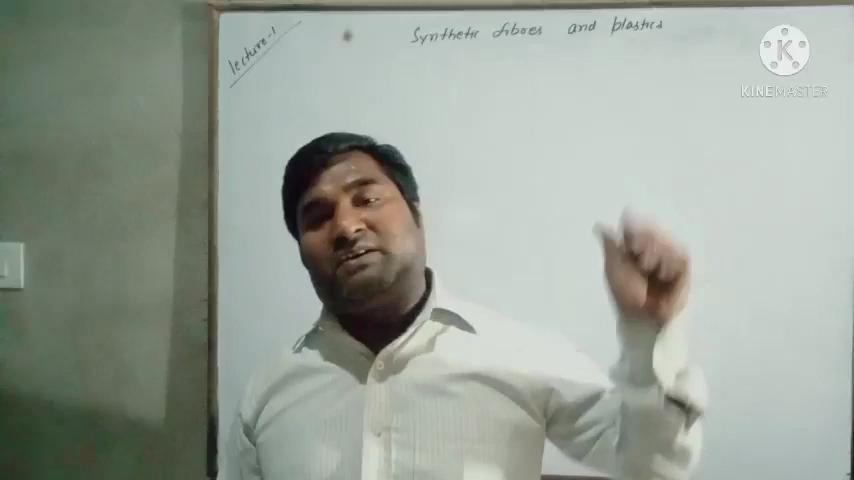 lecture-1
Synthetic fibres and plastics
K
KINEMASTER